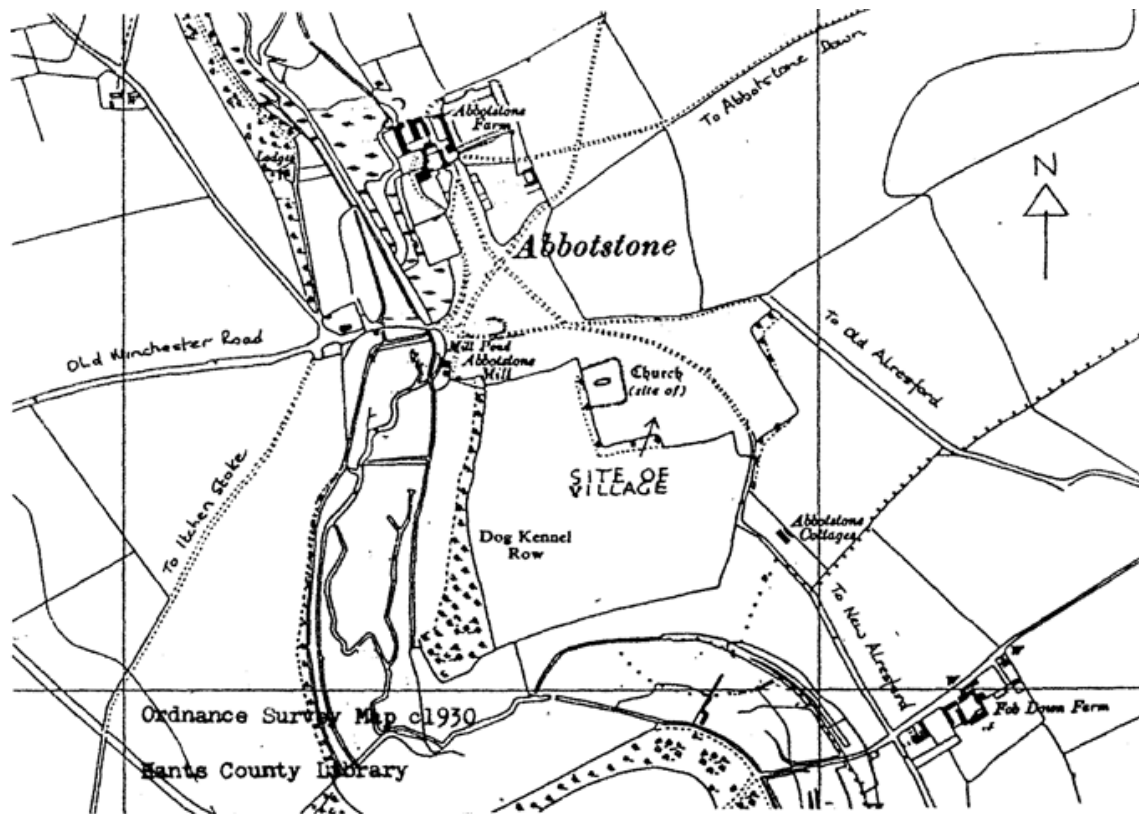 To Abbotstone Down
Abbotstone
Farm
Lodge
N
Abbotstone
Old Winchester Road
To Old Alresford
Mill Pond
Abbotstone
Mill
Church
(site of)
SITE OF
VILLAGE
To Itchen Stoke
Dog Kennel
Row
Abbotstone
Cottages
To New Alresford
Fob Down Farm
Ordnance Survey Map c1930
Hants County Library